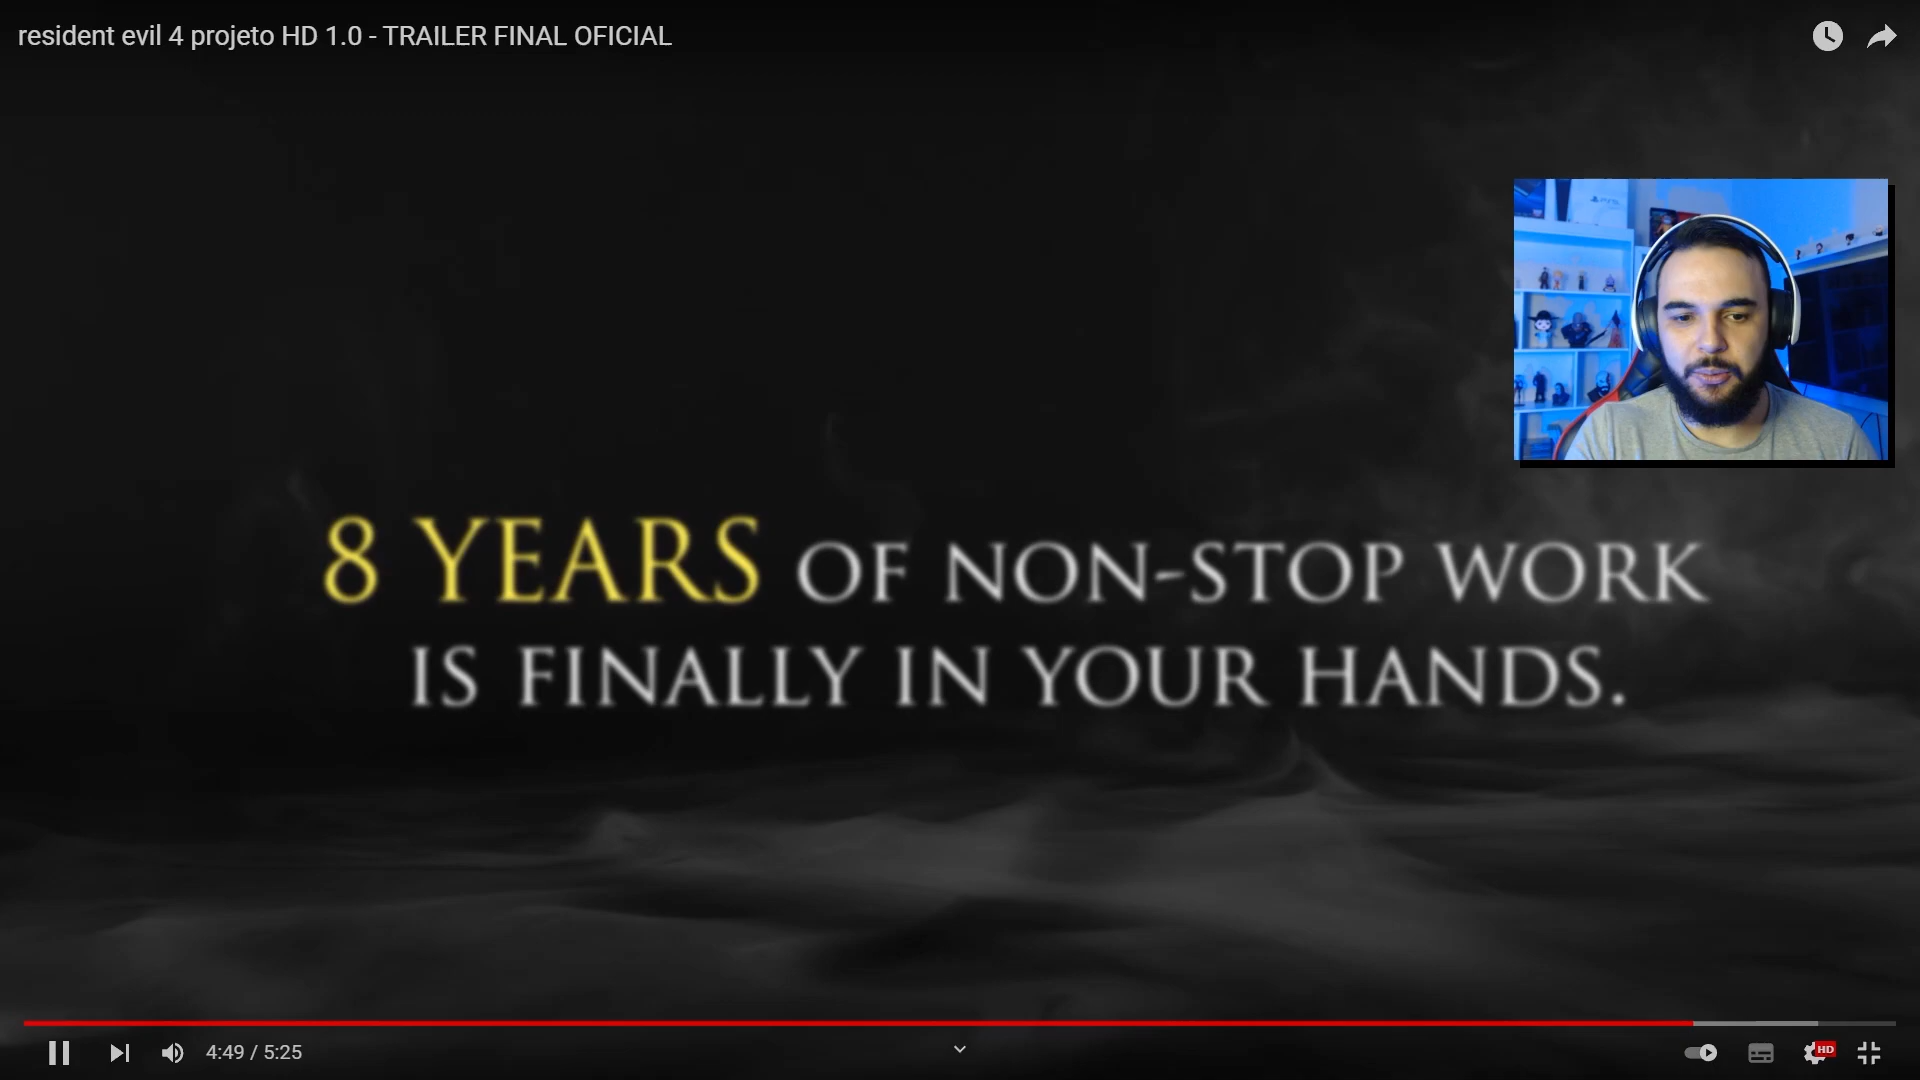 resident evil 4 projeto HD 1.0 - TRAILER FINAL OFICIAL
8 YEARS OF NON-STOP WORK
IS FINALLY IN YOUR HANDS.
4:49 / 5:25
HD